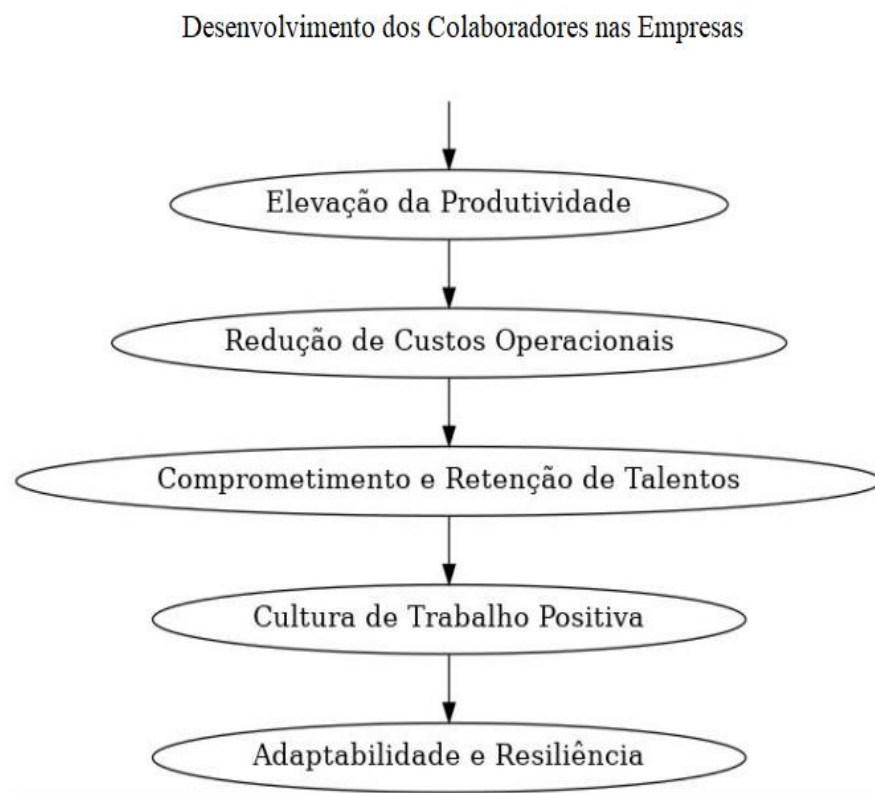 Desenvolvimento dos Colaboradores nas Empresas
Elevação da Produtividade
Redução de Custos Operacionais
Comprometimento e Retenção de Talentos
Cultura de Trabalho Positiva
Adaptabilidade e Resiliência